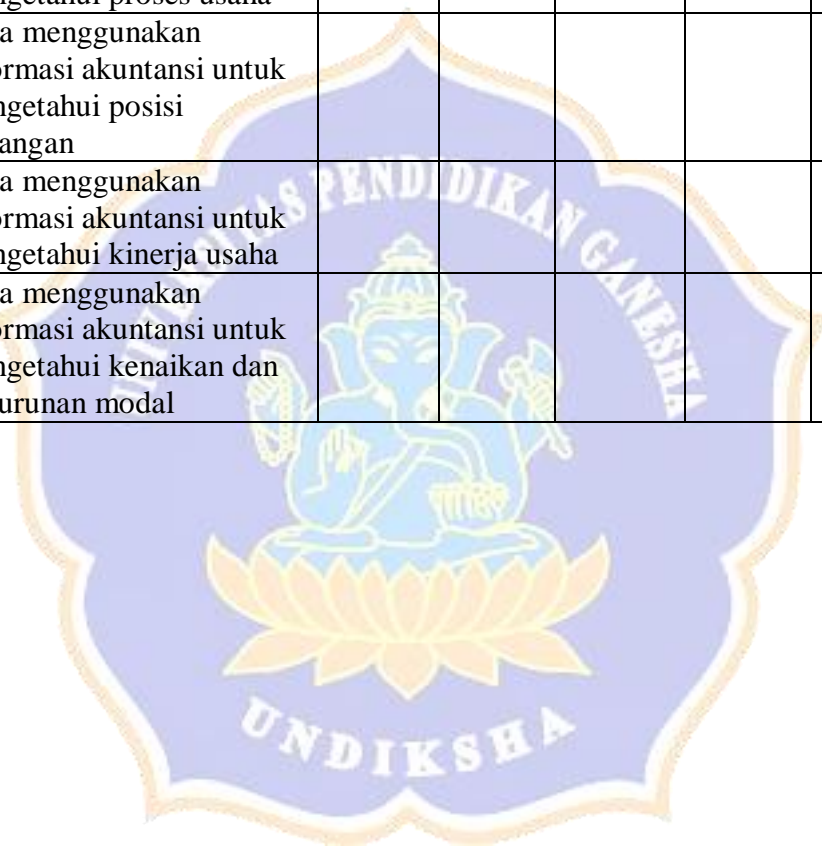 ngetahui proses usaha
a menggunakan
ormasi akuntansi untuk
ngetahui posisi
angan
a menggunakan
ormasi akuntansi untuk
ngetahui kinerja usaha
a menggunakan
ormasi akuntansi untuk
ngetahui kenaikan dan
urunan modal
UNIVERSITAS PENDIDIKAN GANESHA
UNDIKSHA